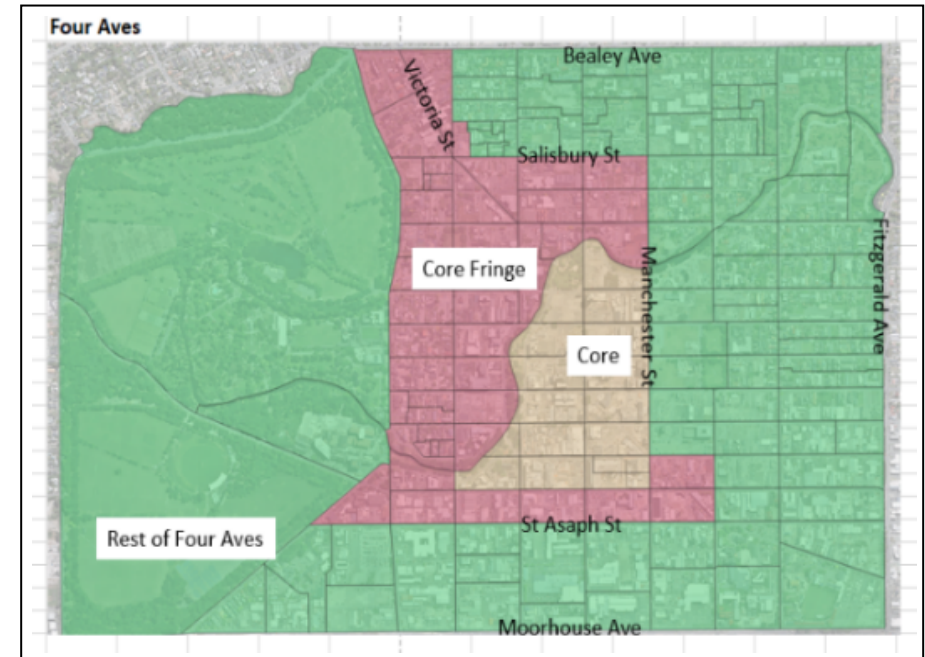 Four Aves
Bealey Ave
Victoria St
Salisbury St
Core Fringe
Manchester St
Fitzgerald Ave
Core
St Asaph St
Rest of Four Aves
Moorhouse Ave